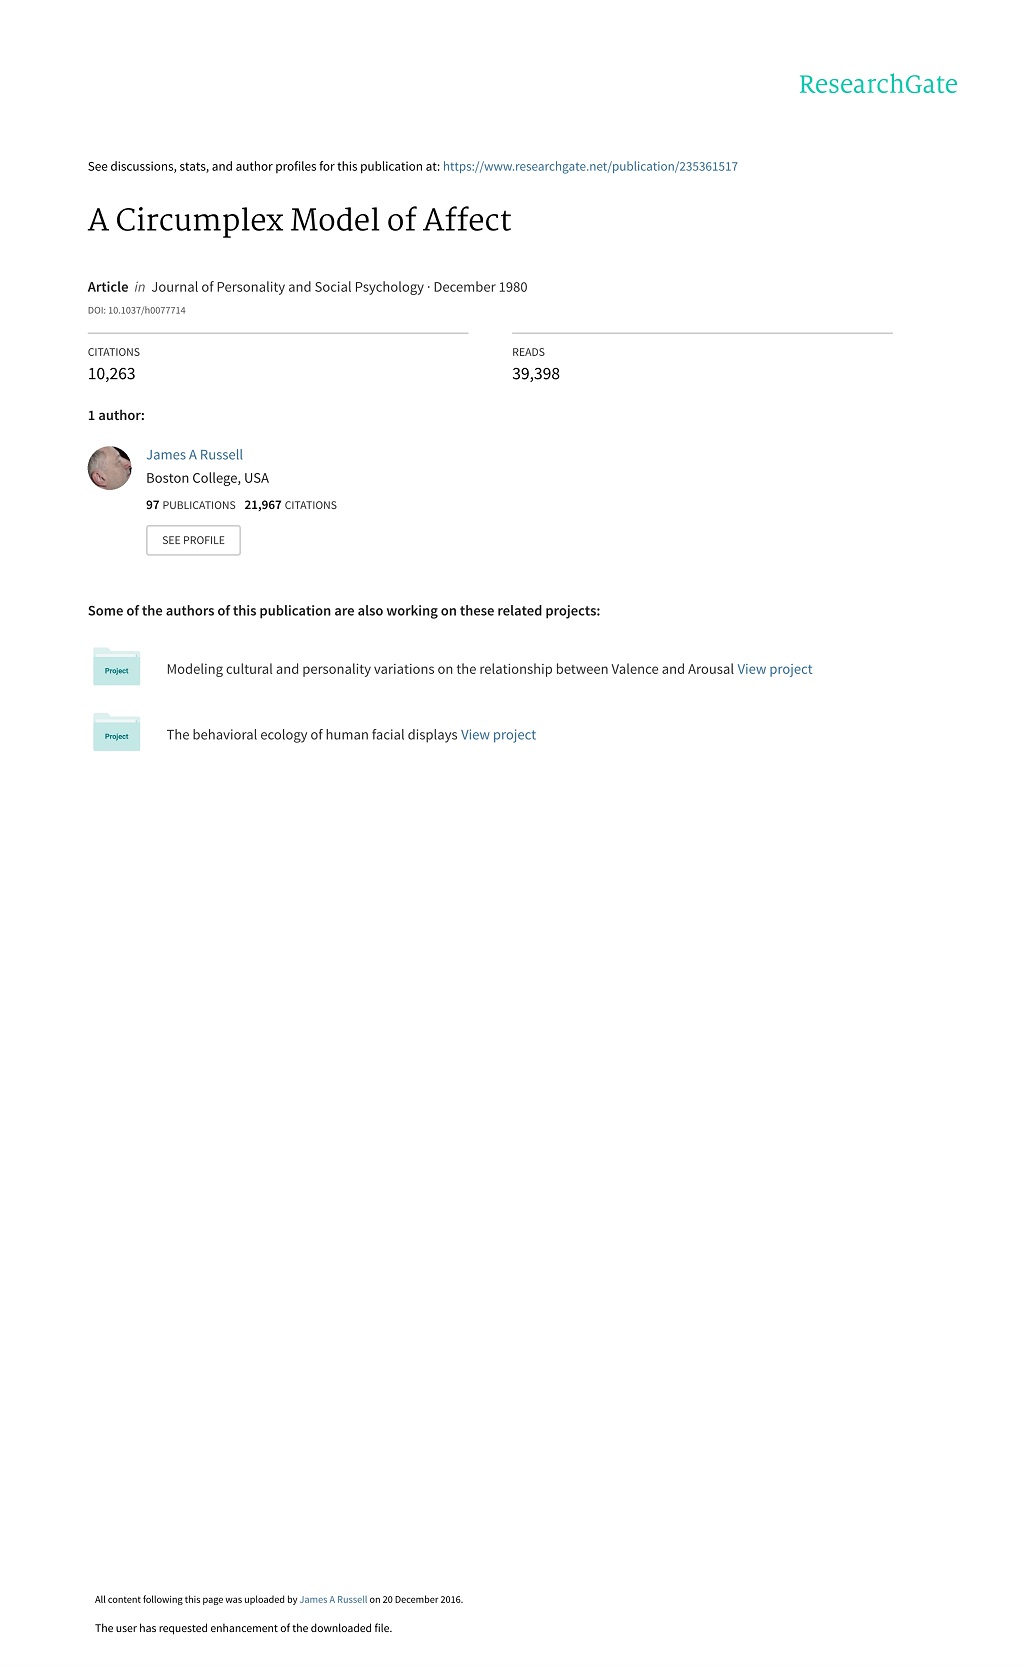 ResearchGate
See discussions, stats, and author profiles for this publication at: https://www.researchgate.net/publication/235361517
A Circumplex Model of Affect
Article in Journal of Personality and Social Psychology · December 1980
DOI: 10.1037/h0077714
CITATIONS
10,263
READS
39,398
1 author:
James A Russell
Boston College, USA
97 PUBLICATIONS 21,967 CITATIONS
SEE PROFILE
Some of the authors of this publication are also working on these related projects:
Project
Modeling cultural and personality variations on the relationship between Valence and Arousal View project
Project
The behavioral ecology of human facial displays View project
All content following this page was uploaded by James A Russell on 20 December 2016.
The user has requested enhancement of the downloaded file.